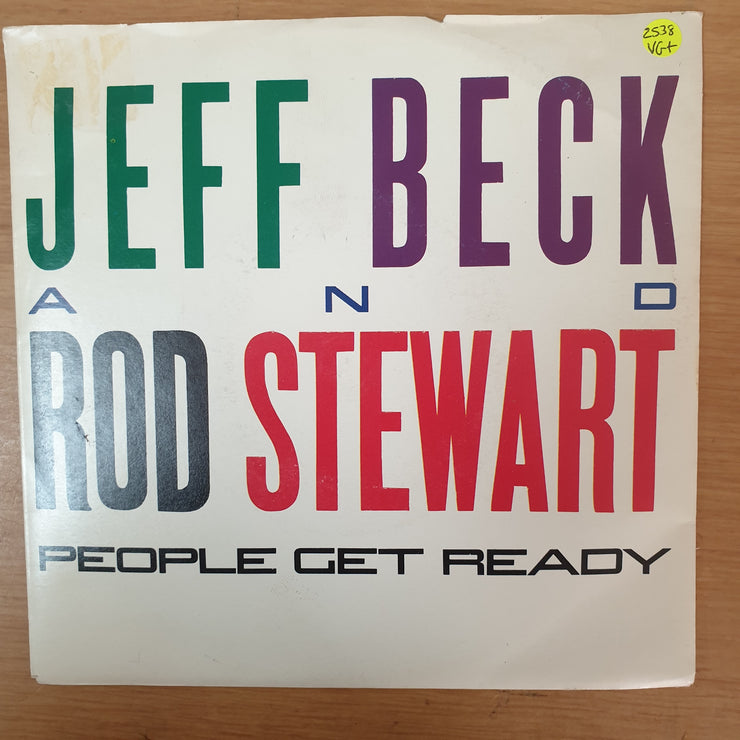 2538
VG+
JEFF BECK
AND
ROD STEWART
PEOPLE GET READY